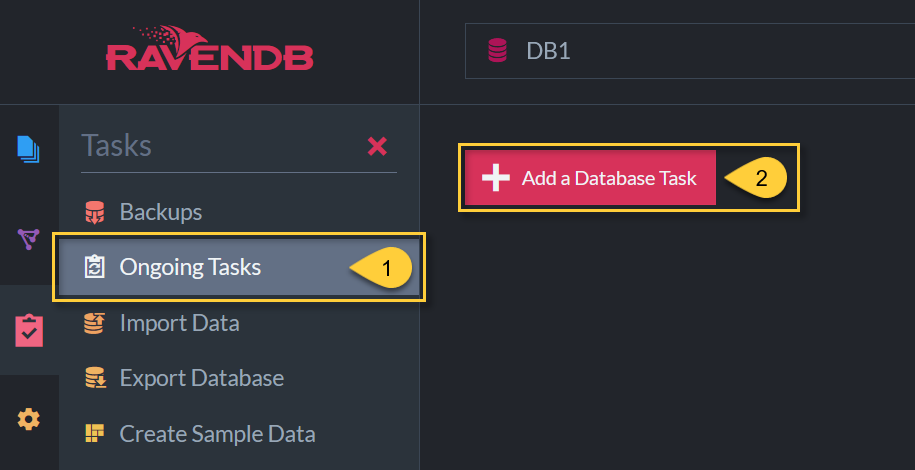 RAVENDB
DB1
Tasks
Add a Database Task
2
Backups
Ongoing Tasks
1
Import Data
Export Database
Create Sample Data